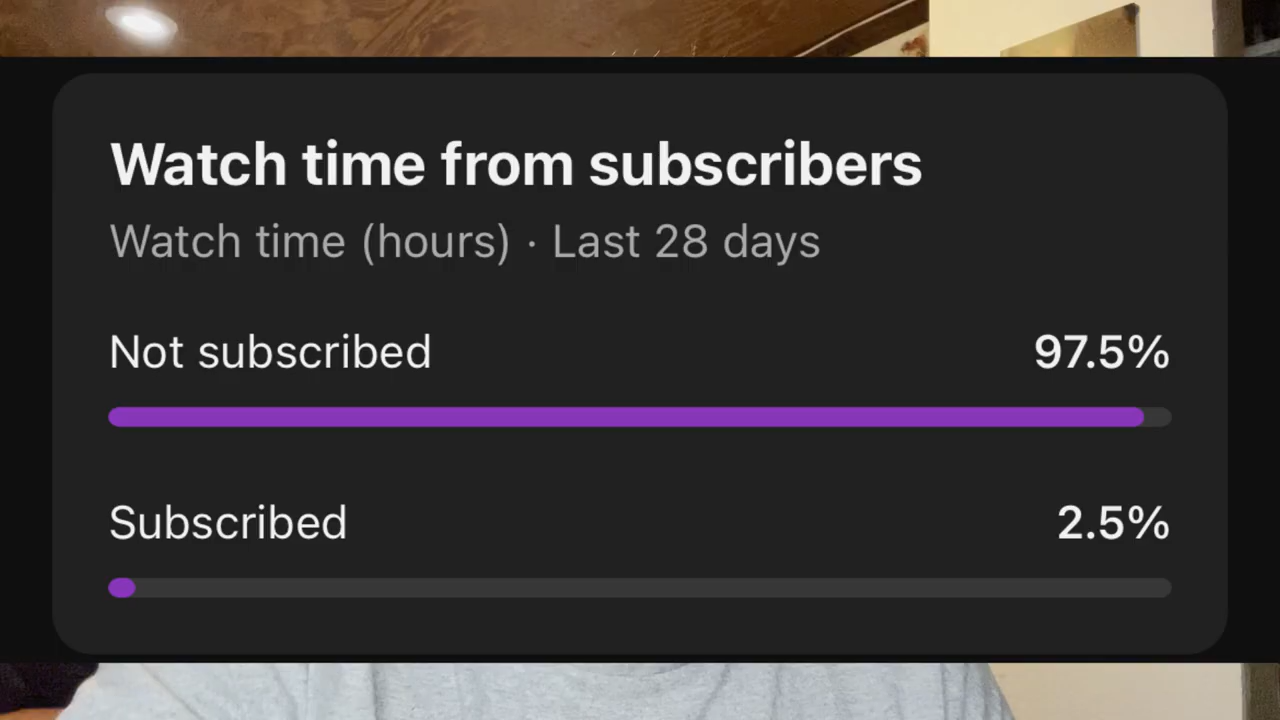 Watch time from subscribers
Watch time (hours) · Last 28 days
Not subscribed 97.5%
Subscribed 2.5%